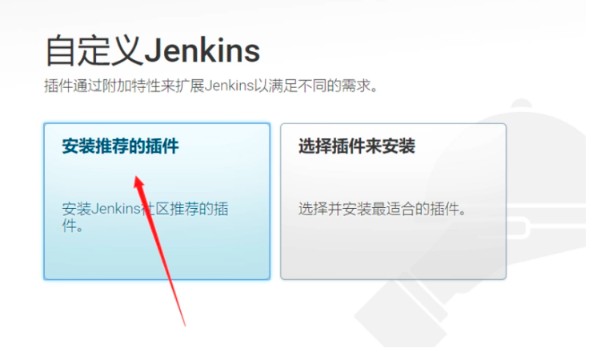 自定义Jenkins
插件通过附加特性来扩展Jenkins以满足不同的需求。
安装推荐的插件
安装Jenkins社区推荐的插
件。
选择插件来安装
选择并安装最适合的插件。